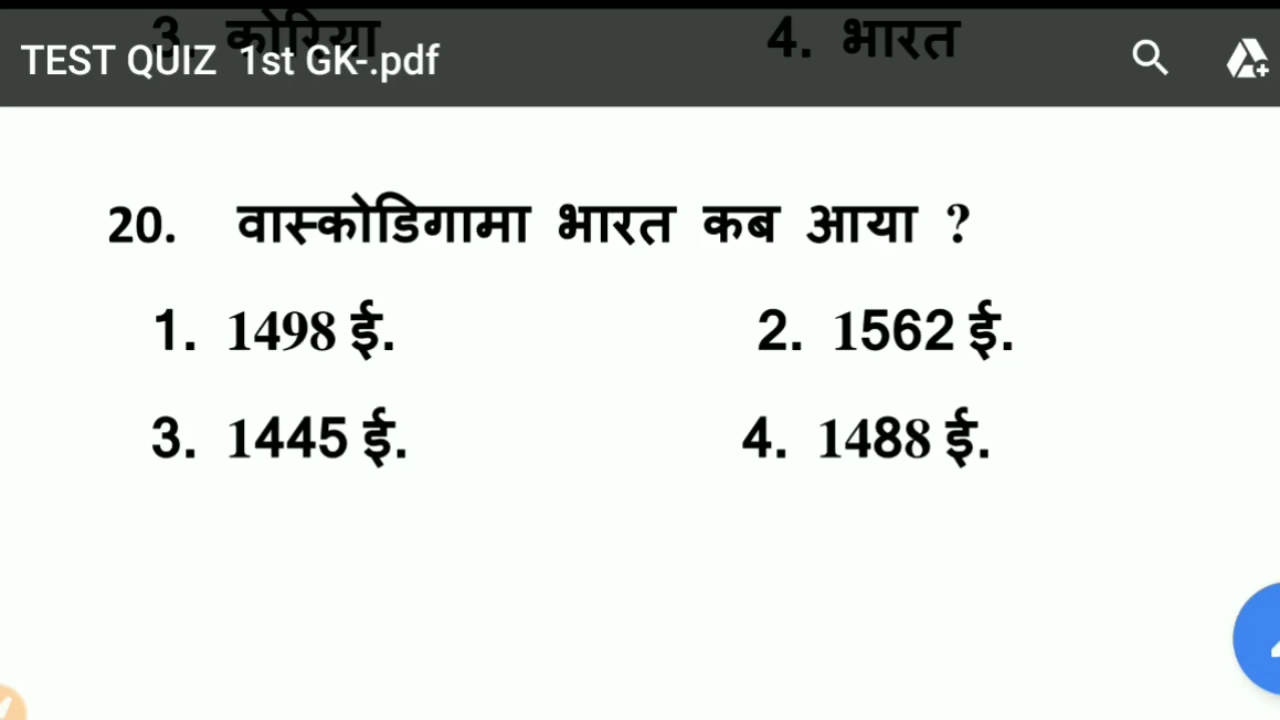 3. कोरिया 4. भारत
TEST QUIZ 1st GK-.pdf
20. वास्कोडिगामा भारत कब आया ?
1. 1498 ई. 2. 1562 ई.
3. 1445 ई. 4. 1488 ई.